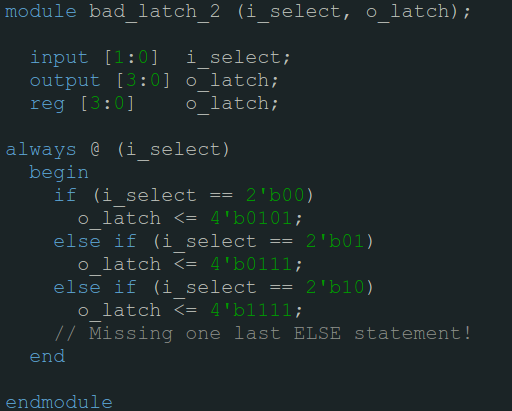 module bad_latch_2 (i_select, o_latch);
input [1:0] i_select;
output [3:0] o_latch;
reg [3:0] o_latch;
always @ (i_select)
begin
if (i_select == 2'b00)
o_latch <= 4'b0101;
else if (i_select == 2'b01)
o_latch <= 4'b0111;
else if (i_select == 2'b10)
o_latch <= 4'b1111;
// Missing one last ELSE statement!
end
endmodule